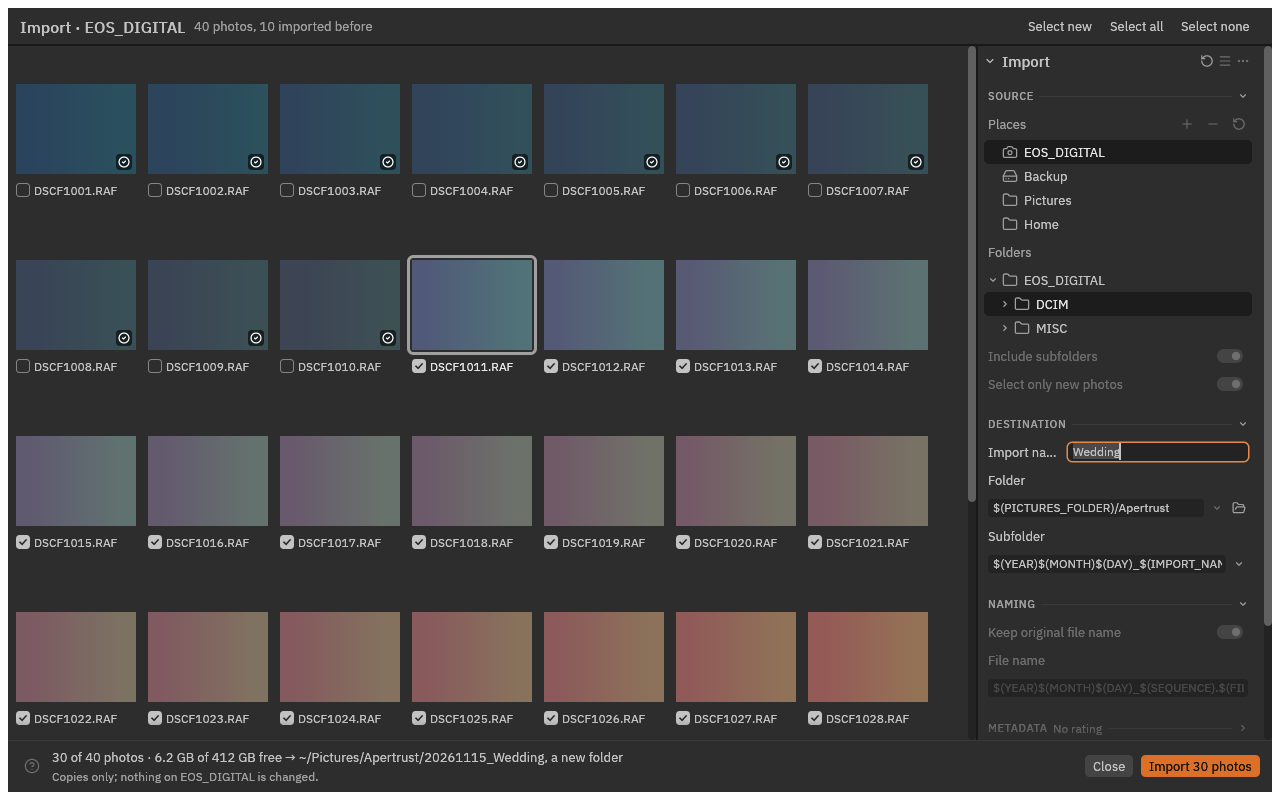 Import · EOS_DIGITAL 40 photos, 10 imported before Select new Select all Select none
DSCF1001.RAF DSCF1002.RAF DSCF1003.RAF DSCF1004.RAF DSCF1005.RAF DSCF1006.RAF DSCF1007.RAF
DSCF1008.RAF DSCF1009.RAF DSCF1010.RAF DSCF1011.RAF DSCF1012.RAF DSCF1013.RAF DSCF1014.RAF
DSCF1015.RAF DSCF1016.RAF DSCF1017.RAF DSCF1018.RAF DSCF1019.RAF DSCF1020.RAF DSCF1021.RAF
DSCF1022.RAF DSCF1023.RAF DSCF1024.RAF DSCF1025.RAF DSCF1026.RAF DSCF1027.RAF DSCF1028.RAF
Import
SOURCE
Places
EOS_DIGITAL
Backup
Pictures
Home
Folders
EOS_DIGITAL
DCIM
MISC
Include subfolders
Select only new photos
DESTINATION
Import na... Wedding
Folder
$(PICTURES_FOLDER)/Apertrust
Subfolder
$(YEAR)$(MONTH)$(DAY)_$(IMPORT_NAM
NAMING
Keep original file name
File name
$(YEAR)$(MONTH)$(DAY)_$(SEQUENCE).$(FII
METADATA No rating
30 of 40 photos · 6.2 GB of 412 GB free → ~/Pictures/Apertrust/20261115_Wedding, a new folder
Copies only; nothing on EOS_DIGITAL is changed.
Close Import 30 photos